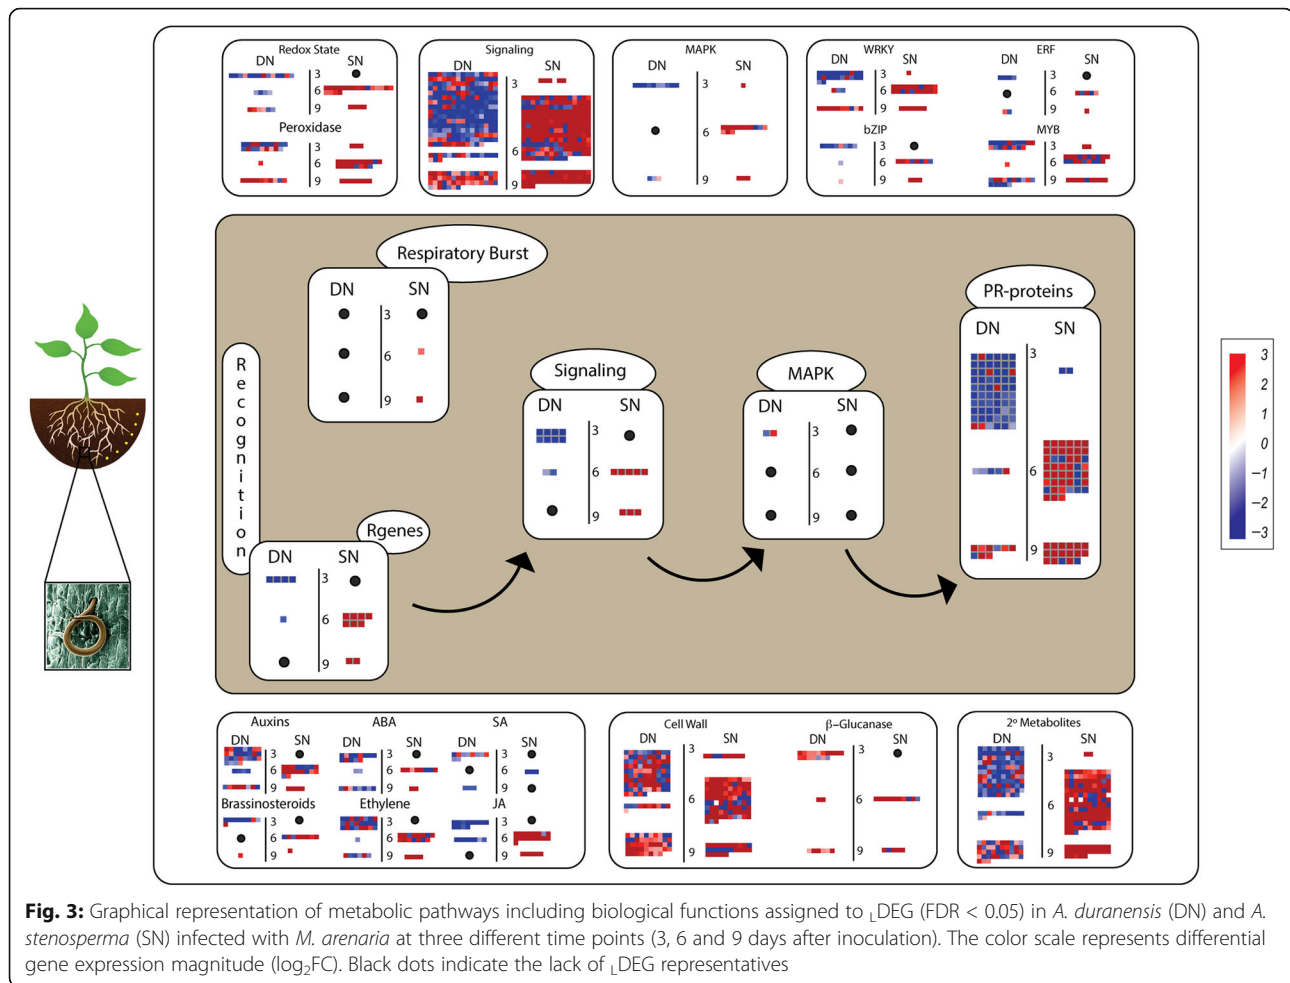 Redox State
DN SN
3
6
9
Peroxidase
3
6
9
Signaling
DN SN
3
6
9
MAPK
DN SN
3
6
9
WRKY
DN SN
3
6
9
ERF
DN SN
3
6
9
bZIP
3
6
9
MYB
3
6
9
Respiratory Burst
DN SN
3
6
9
Recognition
Rgenes
DN SN
3
6
9
Signaling
DN SN
3
6
9
MAPK
DN SN
3
6
9
PR-proteins
DN SN
3
6
9
3
2
1
0
−1
−2
−3
Auxins
DN SN
3
6
9
ABA
DN SN
3
6
9
SA
DN SN
3
6
9
Brassinosteroids
3
6
9
Ethylene
3
6
9
JA
3
6
9
Cell Wall
DN SN
3
6
9
β–Glucanase
DN SN
3
6
9
2º Metabolites
DN SN
3
6
9
Fig. 3: Graphical representation of metabolic pathways including biological functions assigned to LDEG (FDR < 0.05) in A. duranensis (DN) and A.
stenosperma (SN) infected with M. arenaria at three different time points (3, 6 and 9 days after inoculation). The color scale represents differential
gene expression magnitude (log2FC). Black dots indicate the lack of LDEG representatives